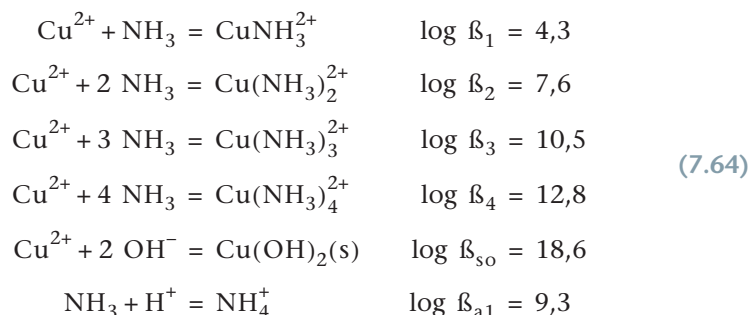 Cu²⁺ + NH₃ = CuNH₃²⁺ log ß₁ = 4,3
Cu²⁺ + 2 NH₃ = Cu(NH₃)₂²⁺ log ß₂ = 7,6
Cu²⁺ + 3 NH₃ = Cu(NH₃)₃²⁺ log ß₃ = 10,5
(7.64)
Cu²⁺ + 4 NH₃ = Cu(NH₃)₄²⁺ log ß₄ = 12,8
Cu²⁺ + 2 OH⁻ = Cu(OH)₂(s) log ß_so = 18,6
NH₃ + H⁺ = NH₄⁺ log ß_a1 = 9,3